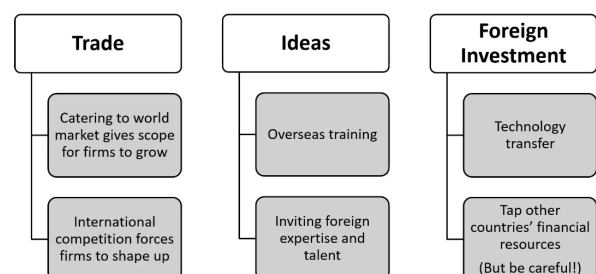 Trade
Catering to world
market gives scope
for firms to grow
International
competition forces
firms to shape up
Ideas
Overseas training
Inviting foreign
expertise and
talent
Foreign
Investment
Technology
transfer
Tap other
countries’ financial
resources
(But be careful!)